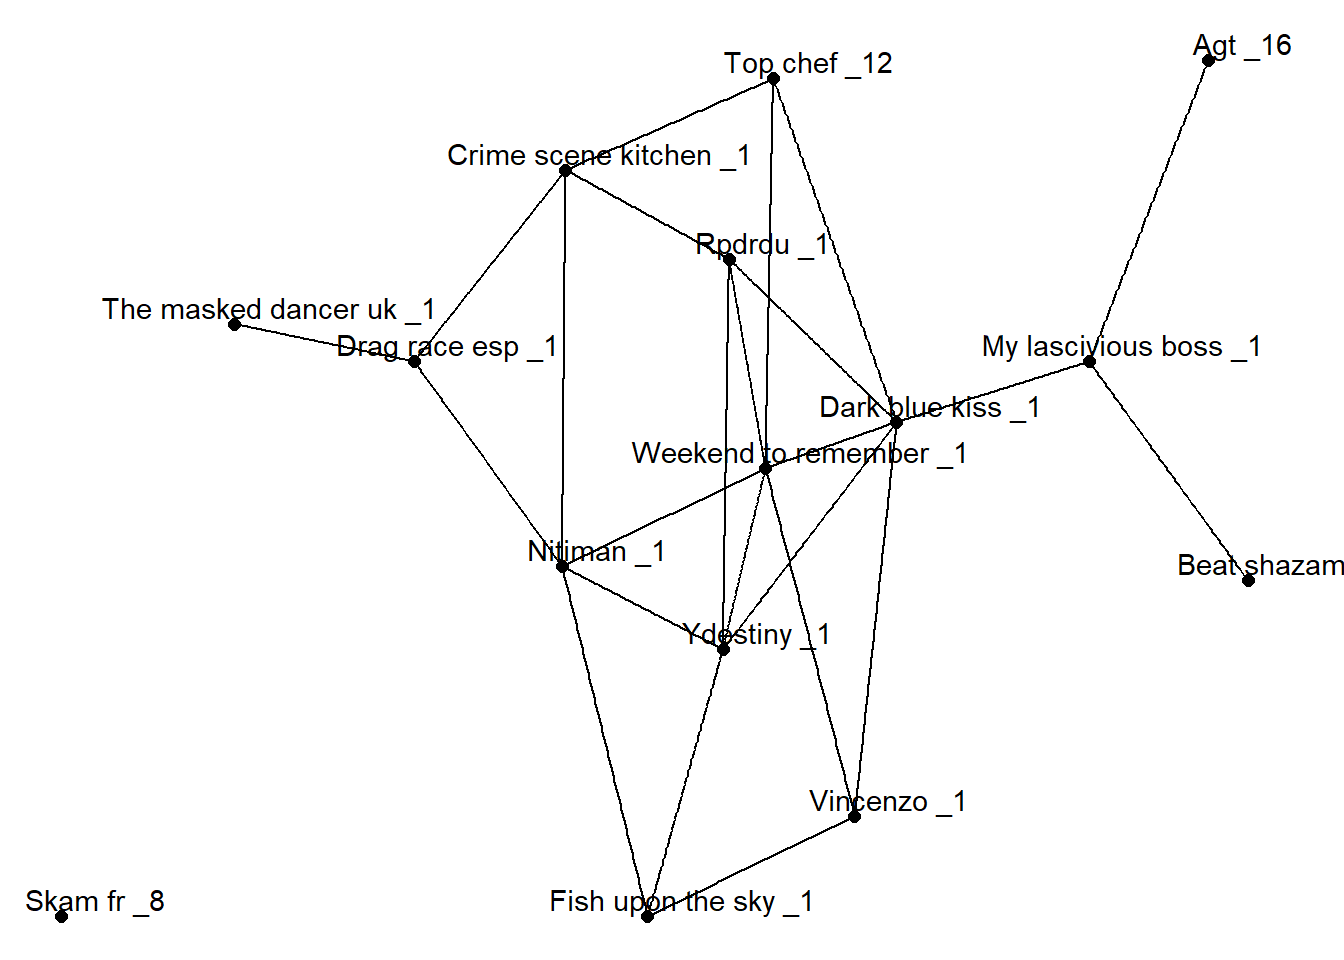 Agt _16
Top chef _12
Crime scene kitchen _1
Rpdrdu _1
The masked dancer uk _1
Drag race esp _1
My lascivious boss _1
Dark blue kiss _1
Weekend to remember _1
Nitiman _1
Beat shazam
Ydestiny _1
Vincenzo _1
Skam fr _8
Fish upon the sky _1